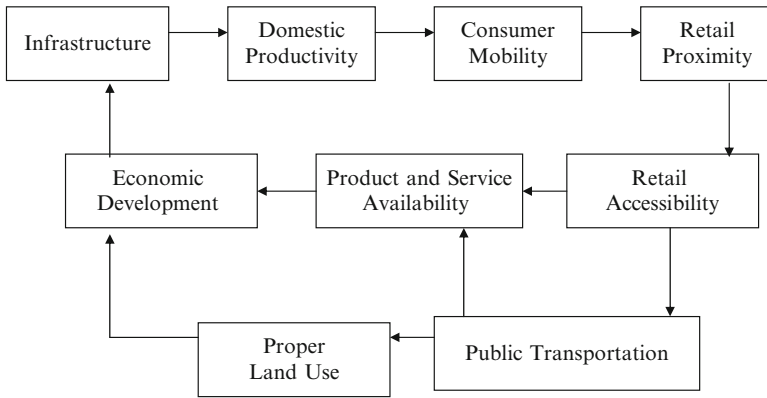 Infrastructure
Domestic
Productivity
Consumer
Mobility
Retail
Proximity
Economic
Development
Product and Service
Availability
Retail
Accessibility
Proper
Land Use
Public Transportation